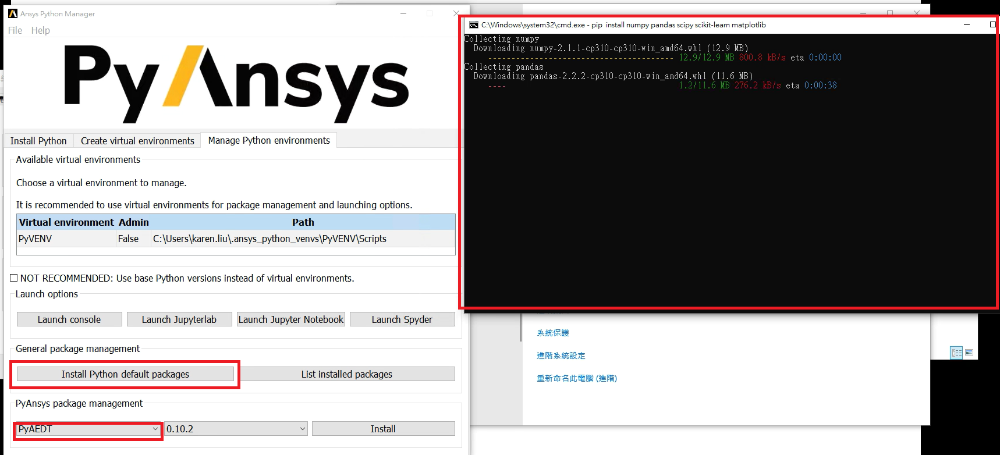 Ansys Python Manager
File Help
PyAnsys
Install Python
Create virtual environments
Manage Python environments
Available virtual environments
Choose a virtual environment to manage.
It is recommended to use virtual environments for package management and launching options.
Virtual environment Admin Path
PyVENV False C:\Users\karen.liu\.ansys_python_venvs\PyVENV\Scripts
NOT RECOMMENDED: Use base Python versions instead of virtual environments.
Launch options
Launch console
Launch Jupyterlab
Launch Jupyter Notebook
Launch Spyder
General package management
Install Python default packages
List installed packages
PyAnsys package management
PyAEDT
0.10.2
Install
C:\Windows\system32\cmd.exe - pip install numpy pandas scipy scikit-learn matplotlib
Collecting numpy
Downloading numpy-2.1.1-cp310-cp310-win_amd64.whl (12.9 MB)
---------------------------------------- 12.9/12.9 MB 800.8 kB/s eta 0:00:00
Collecting pandas
Downloading pandas-2.2.2-cp310-cp310-win_amd64.whl (11.6 MB)
---- 1.2/11.6 MB 276.2 kB/s eta 0:00:38
系統保護
進階系統設定
重新命名此電腦 (進階)